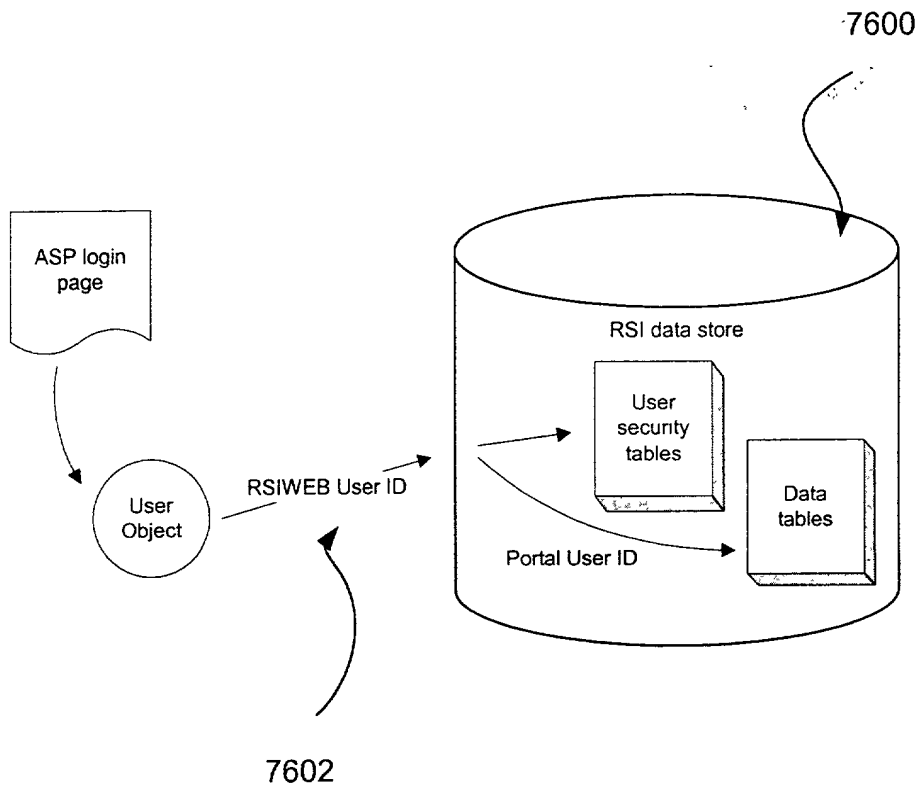 7600
ASP login
page
RSI data store
User
security
tables
RSIWEB User ID
User
Object
Data
tables
Portal User ID
7602